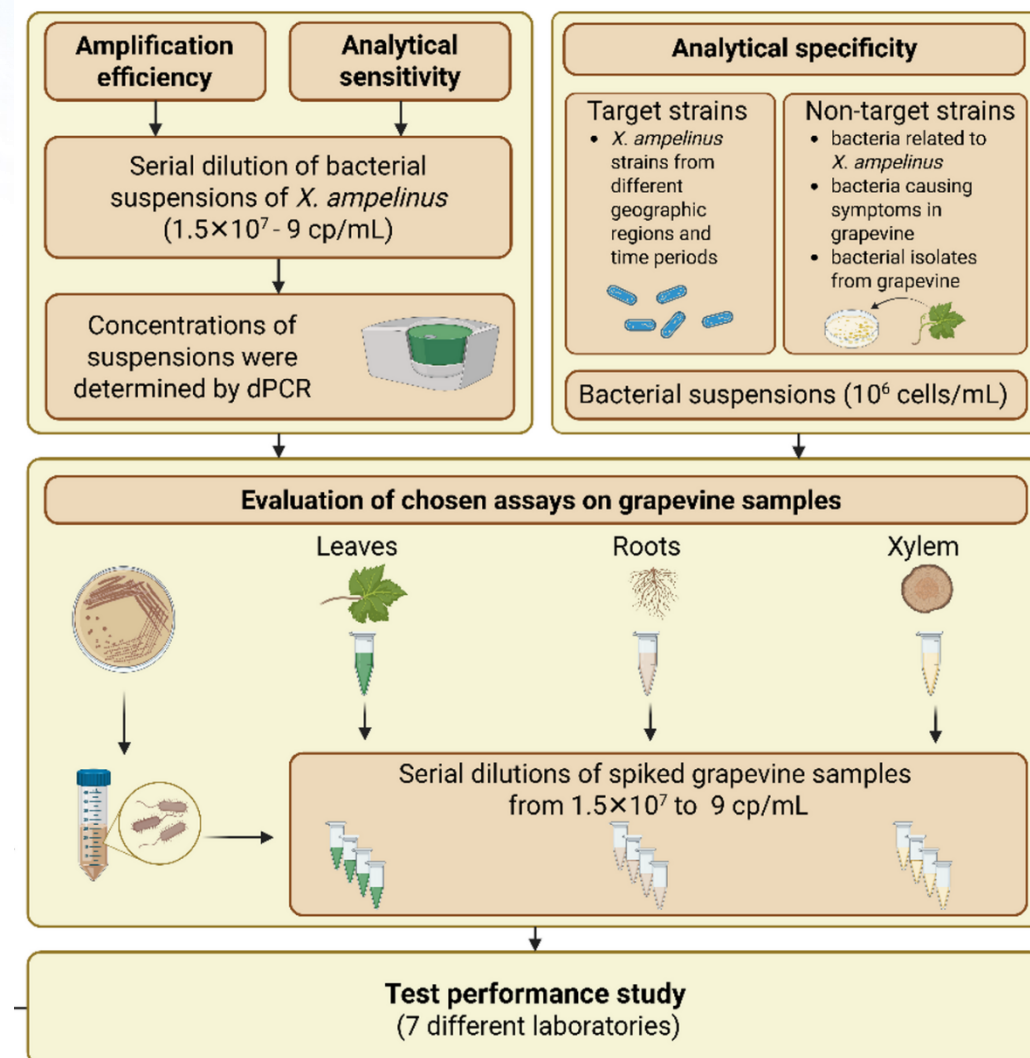 Amplification
efficiency
Analytical
sensitivity
Serial dilution of bacterial
suspensions of X. ampelinus
(1.5×10⁷ - 9 cp/mL)
Concentrations of
suspensions were
determined by dPCR
Analytical specificity
Target strains
• X. ampelinus
strains from
different
geographic
regions and
time periods
Non-target strains
• bacteria related to
X. ampelinus
• bacteria causing
symptoms in
grapevine
• bacterial isolates
from grapevine
Bacterial suspensions (10⁶ cells/mL)
Evaluation of chosen assays on grapevine samples
Leaves
Roots
Xylem
Serial dilutions of spiked grapevine samples
from 1.5×10⁷ to 9 cp/mL
Test performance study
(7 different laboratories)